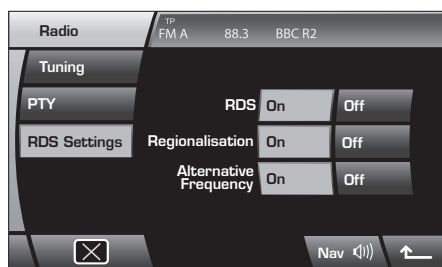 Radio
TP
FM A 88.3 BBC R2
Tuning
PTY
RDS On Off
RDS Settings
Regionalisation On Off
Alternative
Frequency On Off
Nav